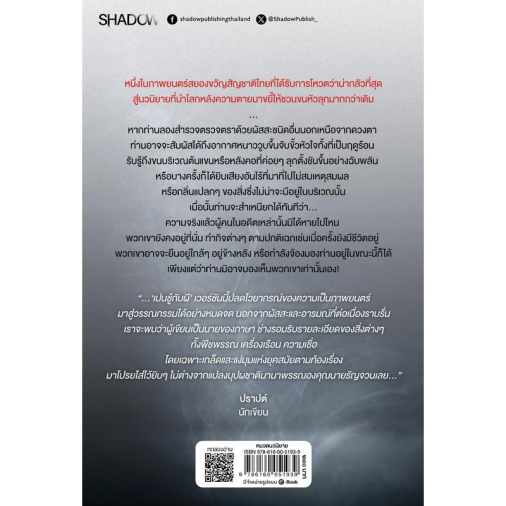 SHADOW shadowpublishingthailand @ShadowPublish_
หนึ่งในภาพยนตร์สยองขวัญสัญชาติไทยที่ได้รับการโหวตว่าน่ากลัวที่สุด
สู่นวนิยายที่นำโลกหลังความตายมาขยี้ให้ชวนขนหัวลุกมากกว่าเดิม
...
หากท่านลองสำรวจตรวจตราด้วยผัสสะชนิดอื่นนอกเหนือจากดวงตา
ท่านอาจจะสัมผัสได้ถึงอากาศหนาววูบขึ้นจับขั้วหัวใจทั้งที่เป็นฤดูร้อน
รับรู้ถึงขนบริเวณต้นแขนหรือหลังคอที่ค่อยๆ ลุกตั้งชันขึ้นอย่างฉับพลัน
หรือบางครั้งก็ได้ยินเสียงอันไร้ที่มาที่ไปไม่สมเหตุสมผล
หรือกลิ่นแปลกๆ ของสิ่งซึ่งไม่น่าจะมีอยู่ในบริเวณนั้น
เมื่อนั้นท่านจะสำเหนียกได้ทันทีว่า...
ความจริงแล้วผู้คนในอดีตเหล่านั้นมิได้หายไปไหน
พวกเขายังคงอยู่ที่นั่น ทำกิจต่างๆ ตามปกติแฉกเช่นเมื่อครั้งยังมีชีวิตอยู่
พวกเขาอาจจะยืนอยู่ใกล้ๆ อยู่ข้างหลัง หรือกำลังจ้องมองท่านอยู่ในขณะนี้ก็ได้
เพียงแต่ว่าท่านมิอาจมองเห็นพวกเขาเท่านั้นเอง!
"...'เปนชู้กับผี' เวอร์ชันนี้ปลดไวยากรณ์ของความเป็นภาพยนตร์
มาสู่วรรณกรรมได้อย่างหมดจด นอกจากผัสสะและอารมณ์ที่ต่อเนื่องราบรื่น
เราจะพบว่าผู้เขียนเป็นนายของภาษา ช่างรอมริบรายละเอียดของสิ่งต่างๆ
ทั้งพืชพรรณ เครื่องเรือน ความเชื่อ
โดยเฉพาะเกล็ดและแง่มุมแห่งยุคสมัยตามท้องเรื่อง
มาโปรยใส่ไว้ยิบๆ ไม่ต่างจากแปลงบุปผชาตินานาพรรณของคุณนายรัญจวนเลย..."
ปราปต์
นักเขียน
ทดลองอ่าน
หมวดนวนิยาย
ISBN 978-616-00-5193-9
9 786160 051939
มีจำหน่ายรูปแบบ e-Book